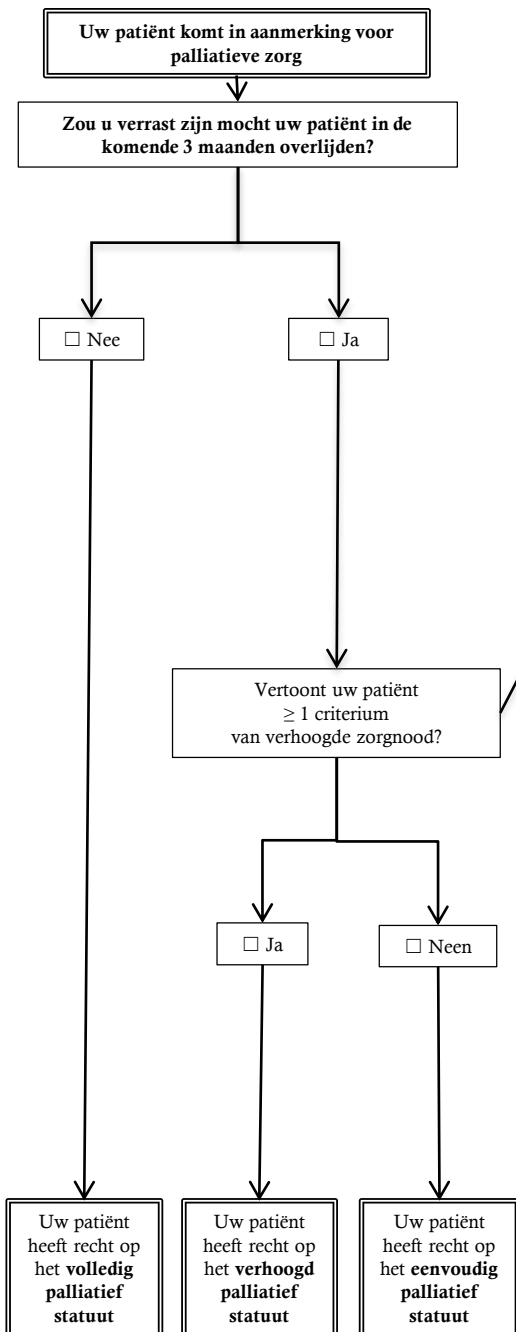 Uw patiënt komt in aanmerking voor
palliatieve zorg
Zou u verrast zijn mocht uw patiënt in de
komende 3 maanden overlijden?
☐ Nee
☐ Ja
Vertoont uw patiënt
≥ 1 criterium
van verhoogde zorgnood?
☐ Ja
☐ Neen
Uw patiënt
heeft recht op
het volledig
palliatief
statuut
Uw patiënt
heeft recht op
het verhoogd
palliatief
statuut
Uw patiënt
heeft recht op
het eenvoudig
palliatief
statuut